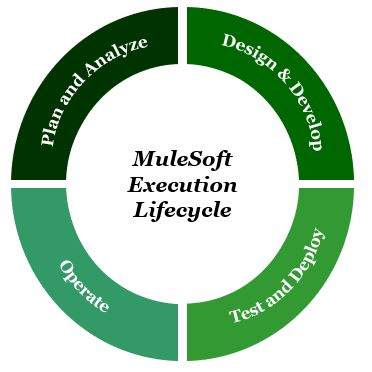 Plan and Analyze
Design & Develop
MuleSoft
Execution
Lifecycle
Operate
Test and Deploy